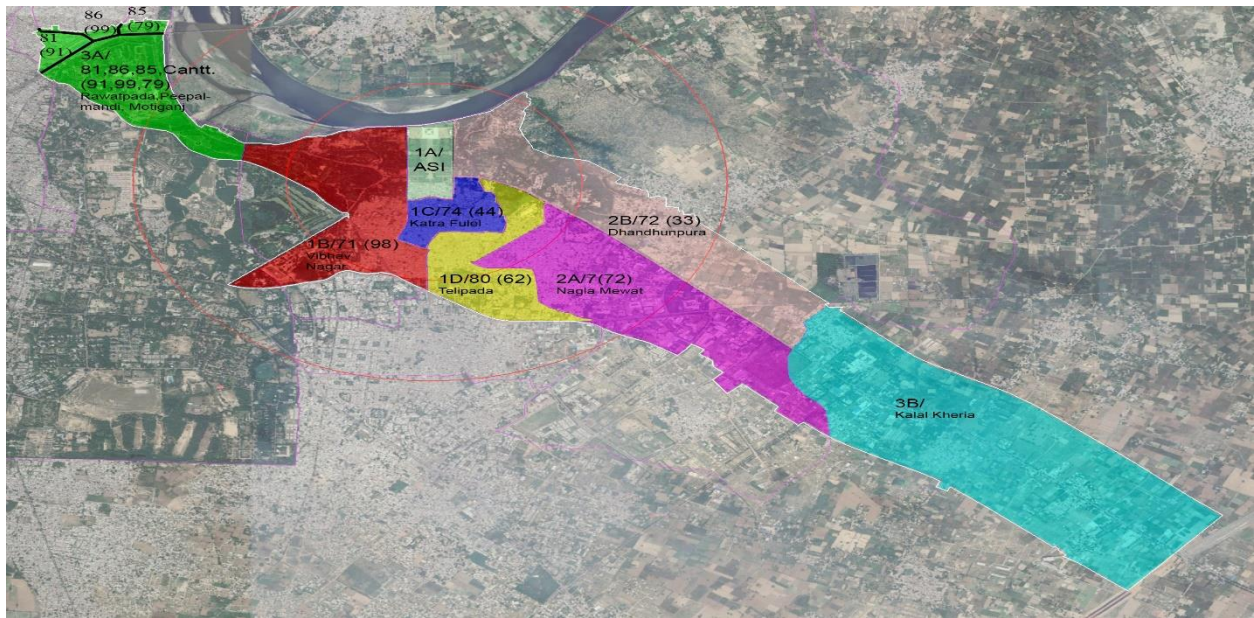 86
(99)
85
(79)
81
(91)
3A/
81,86,85,Cantt.
(91,99,79)
Rawalpada,Peepal-
mandi, Motiganj
1A/
ASI
1C/74 (44)
Katra Fulel
2B/72 (33)
Dhandhunpura
1B/71 (98)
Vibhav
Nagar
1D/80 (62)
Telipada
2A/7(72)
Nagla Mewat
3B/
Kalal Kheria